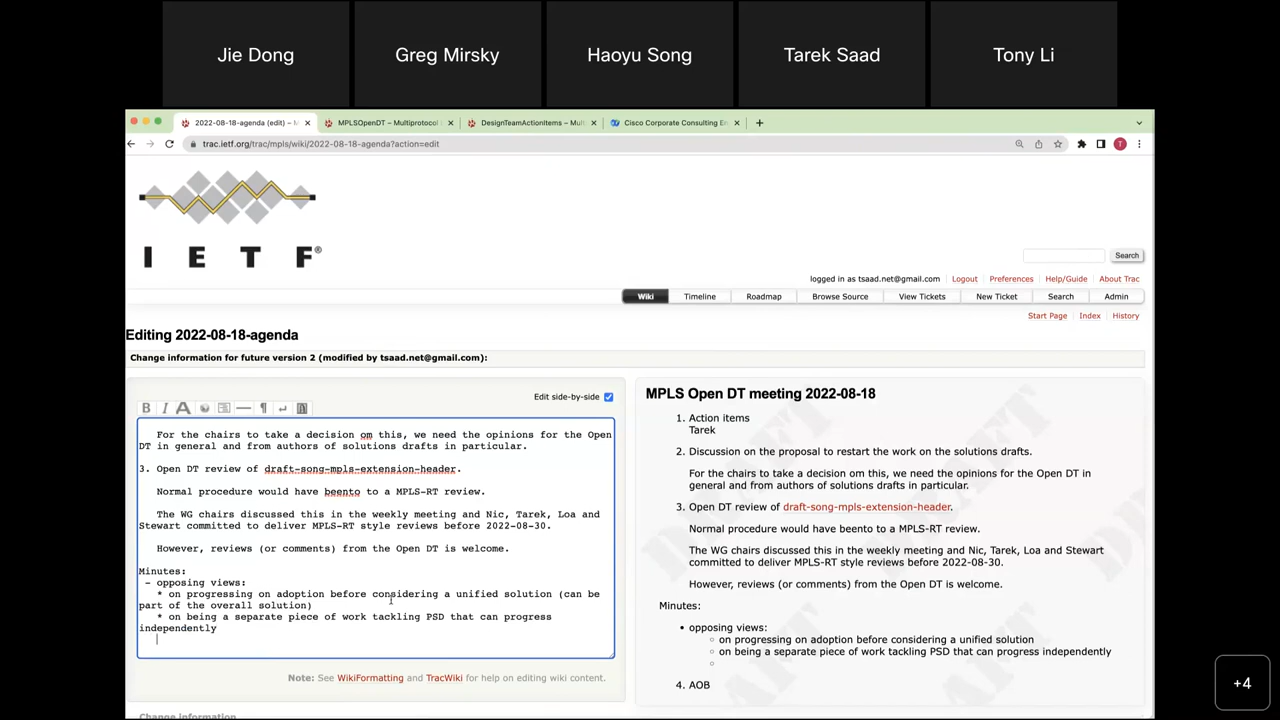 Jie Dong
Greg Mirsky
Haoyu Song
Tarek Saad
Tony Li
2022-08-18-agenda (edit) – M
MPLSOpenDT – Multiprotocol
DesignTeamActionItems – Mult
Cisco Corporate Consulting En
trac.ietf.org/trac/mpls/wiki/2022-08-18-agenda?action=edit
T
I E T F®
Search
logged in as tsaad.net@gmail.com
Logout
Preferences
Help/Guide
About Trac
Wiki
Timeline
Roadmap
Browse Source
View Tickets
New Ticket
Search
Admin
Start Page
Index
History
Editing 2022-08-18-agenda
Change information for future version 2 (modified by tsaad.net@gmail.com):
Edit side-by-side
B I A
For the chairs to take a decision om this, we need the opinions for the Open
DT in general and from authors of solutions drafts in particular.
3. Open DT review of draft-song-mpls-extension-header.
Normal procedure would have beento to a MPLS-RT review.
The WG chairs discussed this in the weekly meeting and Nic, Tarek, Loa and
Stewart committed to deliver MPLS-RT style reviews before 2022-08-30.
However, reviews (or comments) from the Open DT is welcome.
Minutes:
- opposing views:
* on progressing on adoption before considering a unified solution (can be
part of the overall solution)
* on being a separate piece of work tackling PSD that can progress
independently
Note: See WikiFormatting and TracWiki for help on editing wiki content.
Change information
MPLS Open DT meeting 2022-08-18
1. Action items
Tarek
2. Discussion on the proposal to restart the work on the solutions drafts.
For the chairs to take a decision om this, we need the opinions for the Open DT in
general and from authors of solutions drafts in particular.
3. Open DT review of draft-song-mpls-extension-header.
Normal procedure would have beento to a MPLS-RT review.
The WG chairs discussed this in the weekly meeting and Nic, Tarek, Loa and Stewart
committed to deliver MPLS-RT style reviews before 2022-08-30.
However, reviews (or comments) from the Open DT is welcome.
Minutes:
• opposing views:
○ on progressing on adoption before considering a unified solution
○ on being a separate piece of work tackling PSD that can progress independently
○
4. AOB
DRAFT
DRAFT
+4